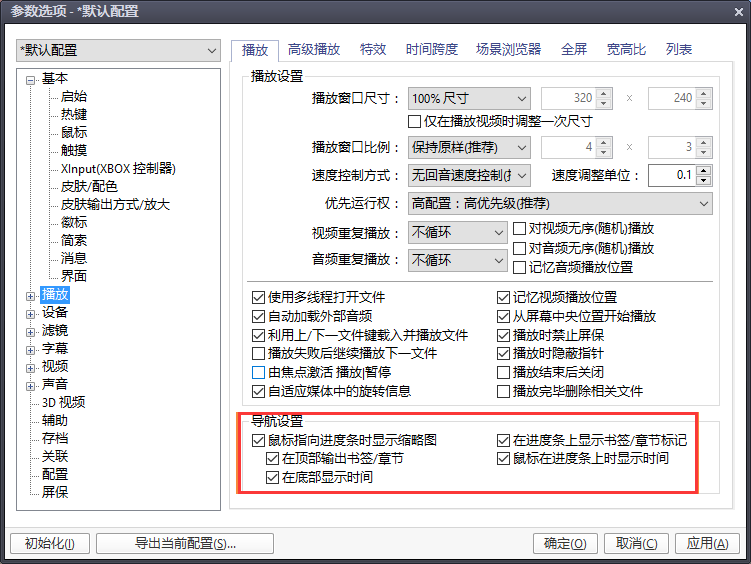 参数选项 - *默认配置
*默认配置
基本
启始
热键
鼠标
触摸
XInput(XBOX 控制器)
皮肤/配色
皮肤输出方式/放大
徽标
简索
消息
界面
播放
设备
滤镜
字幕
视频
声音
3D 视频
辅助
存档
关联
配置
屏保
播放 高级播放 特效 时间跨度 场景浏览器 全屏 宽高比 列表
播放设置
播放窗口尺寸： 100% 尺寸 320 x 240
仅在播放视频时调整一次尺寸
播放窗口比例： 保持原样(推荐) 4 x 3
速度控制方式： 无回音速度控制(推 速度调整单位： 0.1
优先运行权： 高配置：高优先级(推荐)
视频重复播放： 不循环 对视频无序(随机)播放
对音频无序(随机)播放
音频重复播放： 不循环
记忆音频播放位置
使用多线程打开文件 记忆视频播放位置
自动加载外部音频 从屏幕中央位置开始播放
利用上/下一文件键载入并播放文件 播放时禁止屏保
播放失败后继续播放下一文件 播放时隐蔽指针
由焦点激活 播放|暂停 播放结束后关闭
自适应媒体中的旋转信息 播放完毕删除相关文件
导航设置
鼠标指向进度条时显示缩略图 在进度条上显示书签/章节标记
在顶部输出书签/章节 鼠标在进度条上时显示时间
在底部显示时间
初始化(I) 导出当前配置(S)... 确定(O) 取消(C) 应用(A)